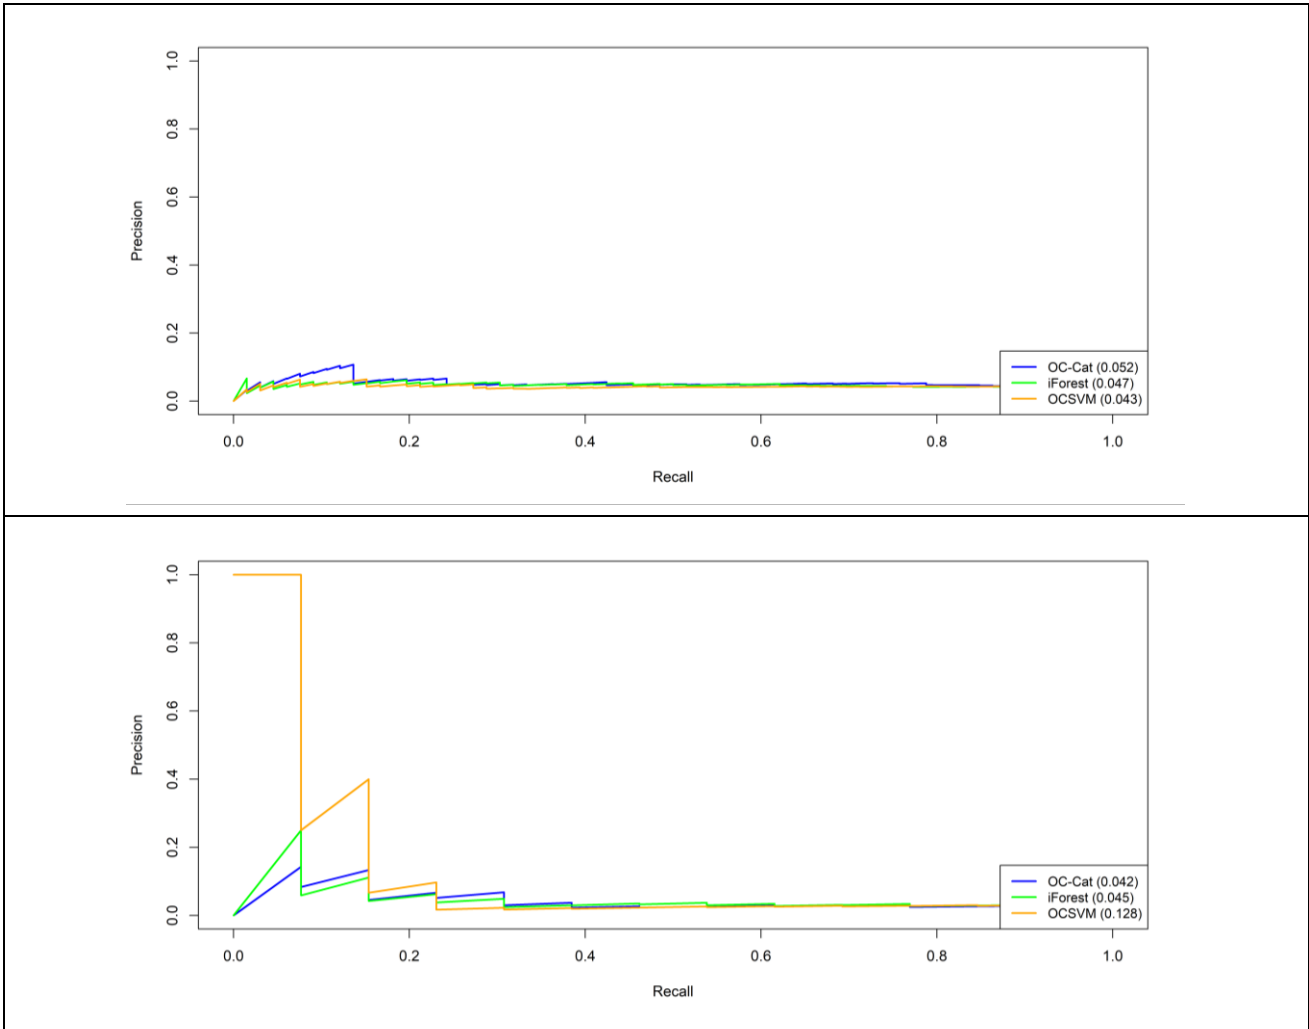 1.0
0.8
0.6
0.4
0.2
0.0
Precision
OC-Cat (0.052)
iForest (0.047)
OCSVM (0.043)
0.0 0.2 0.4 0.6 0.8 1.0
Recall
1.0
0.8
0.6
0.4
0.2
0.0
Precision
OC-Cat (0.042)
iForest (0.045)
OCSVM (0.128)
0.0 0.2 0.4 0.6 0.8 1.0
Recall